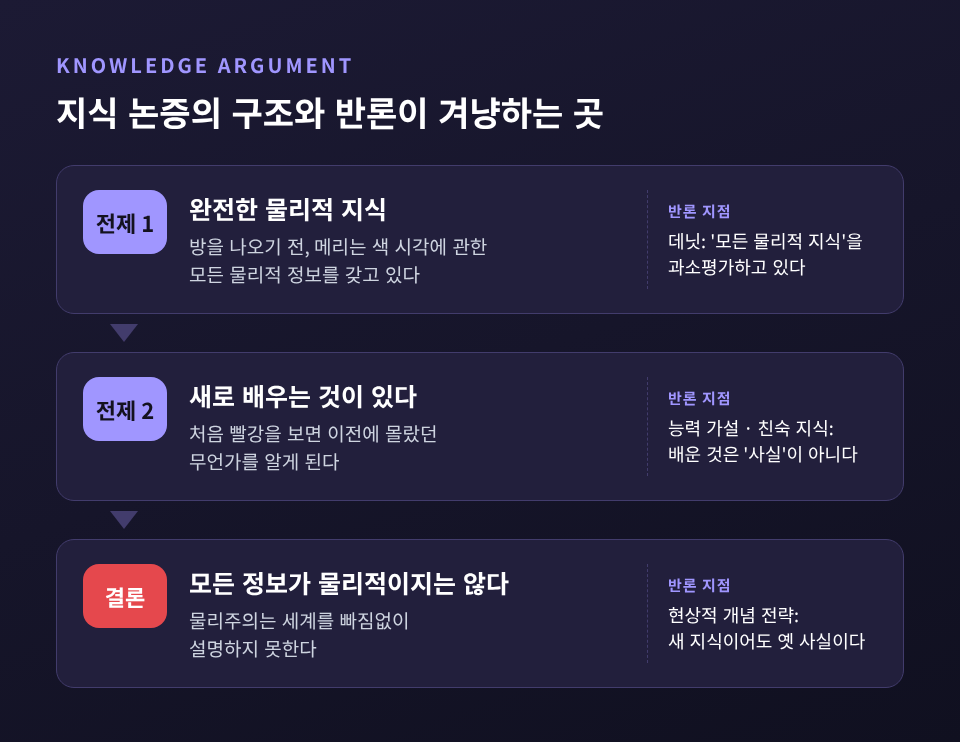 KNOWLEDGE ARGUMENT
지식 논증의 구조와 반론이 겨냥하는 곳
전제 1
완전한 물리적 지식
방을 나오기 전, 메리는 색 시각에 관한
모든 물리적 정보를 갖고 있다
반론 지점
데닛: '모든 물리적 지식'을
과소평가하고 있다
전제 2
새로 배우는 것이 있다
처음 빨강을 보면 이전에 몰랐던
무언가를 알게 된다
반론 지점
능력 가설 · 친숙 지식:
배운 것은 '사실'이 아니다
결론
모든 정보가 물리적이지는 않다
물리주의는 세계를 빠짐없이
설명하지 못한다
반론 지점
현상적 개념 전략:
새 지식이어도 옛 사실이다